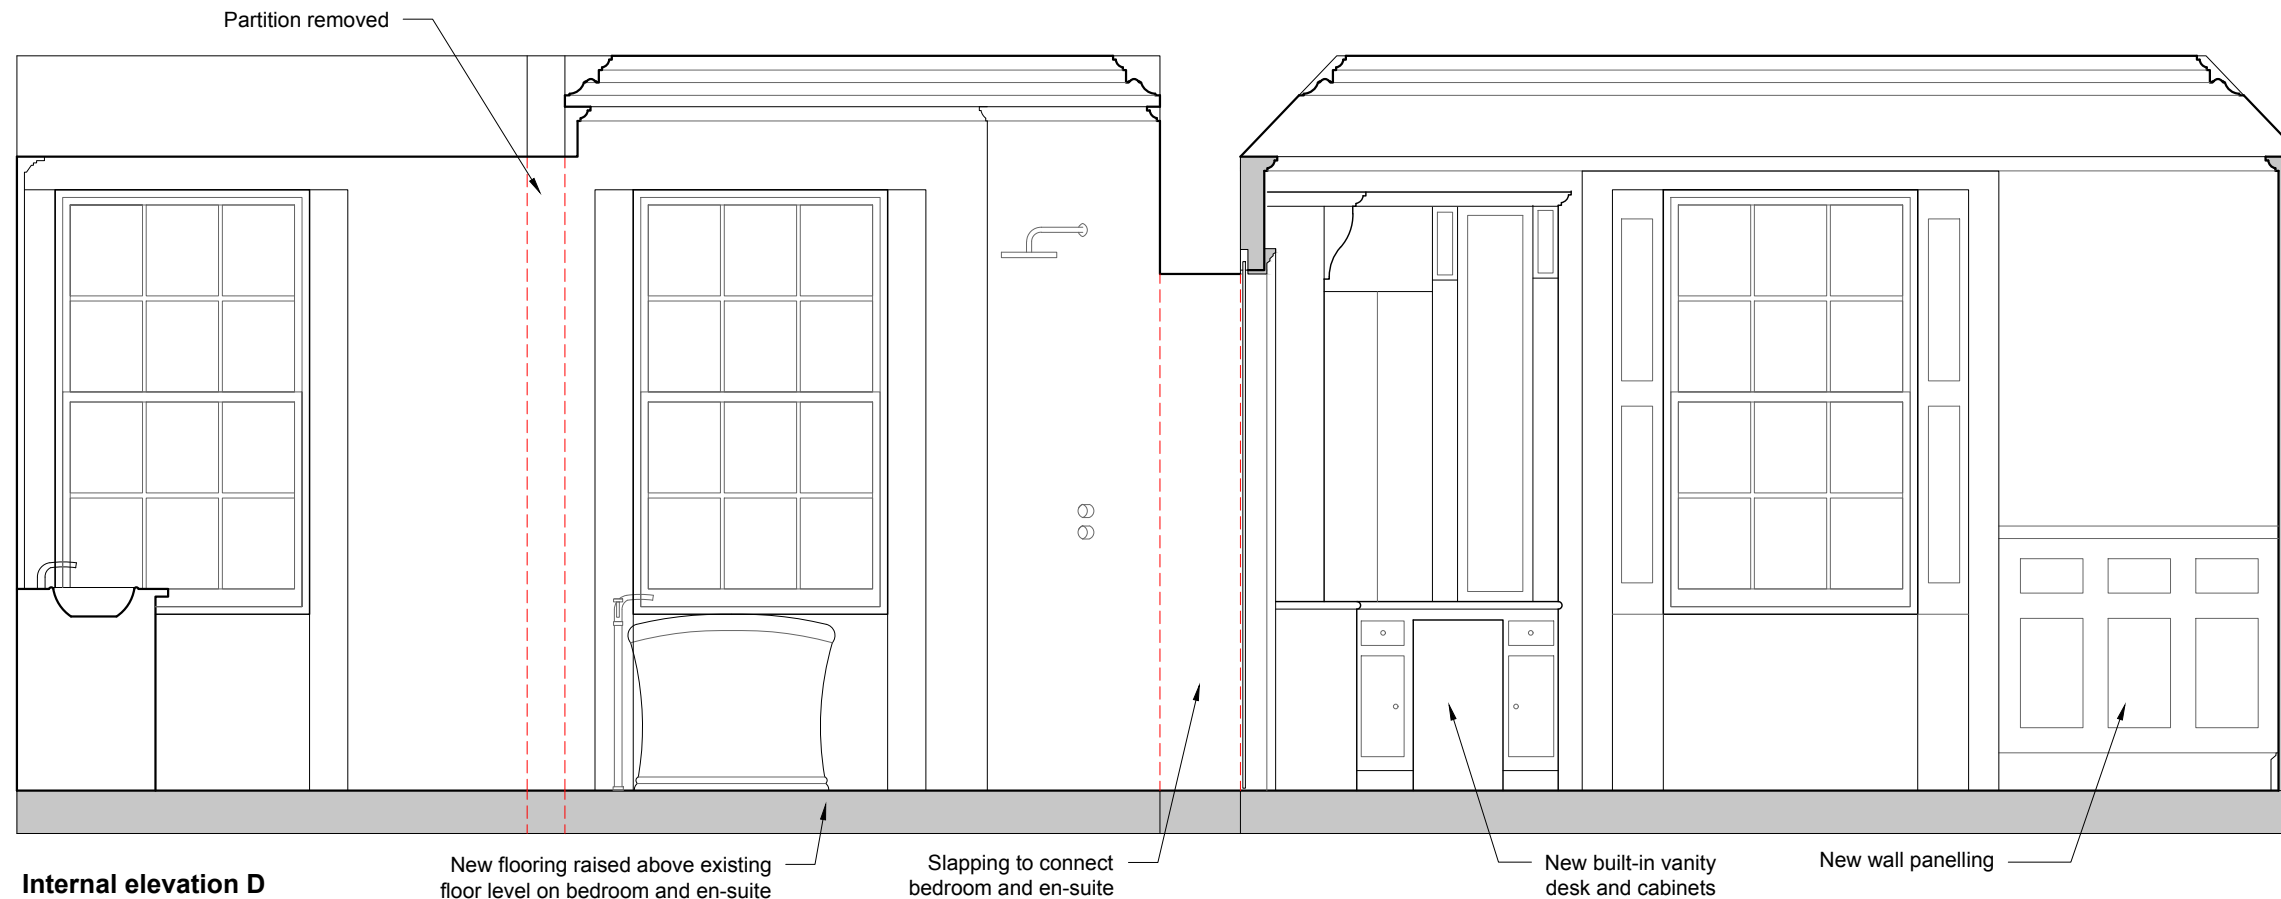 Partition removed
New flooring raised above existing
floor level on bedroom and en-suite
Slapping to connect
bedroom and en-suite
New built-in vanity
desk and cabinets
New wall panelling
Internal elevation D